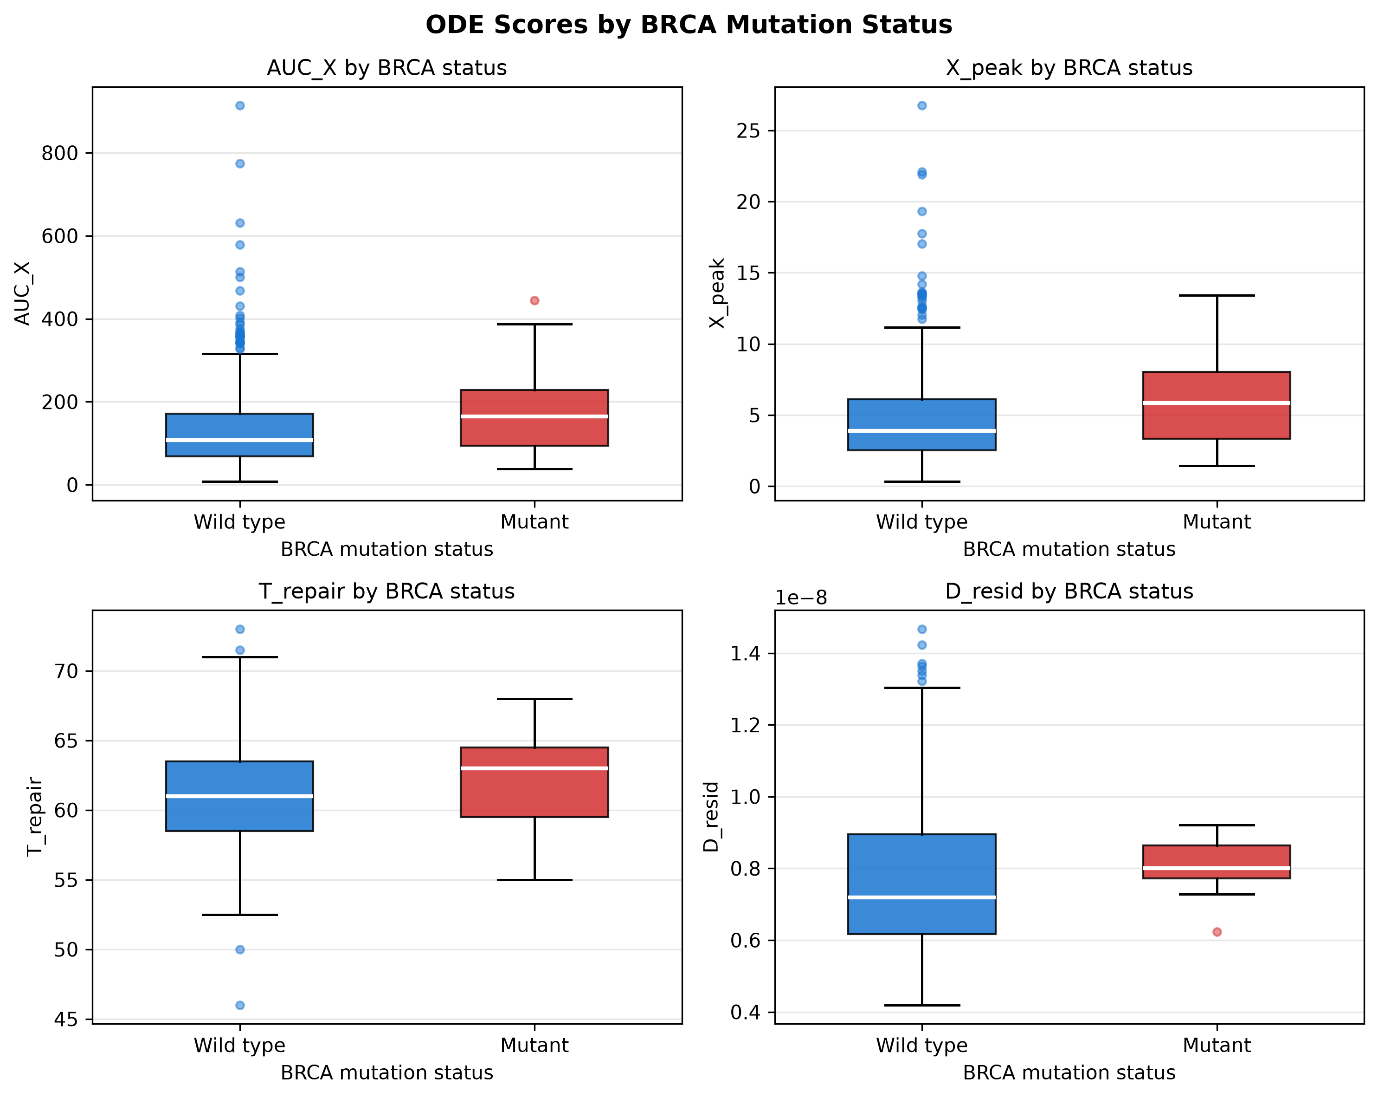 ODE Scores by BRCA Mutation Status
AUC_X by BRCA status
800
600
400
200
0
AUC_X
Wild type
Mutant
BRCA mutation status
X_peak by BRCA status
25
20
15
10
5
0
X_peak
Wild type
Mutant
BRCA mutation status
T_repair by BRCA status
70
65
60
55
50
45
T_repair
Wild type
Mutant
BRCA mutation status
1e−8
D_resid by BRCA status
1.4
1.2
1.0
0.8
0.6
0.4
D_resid
Wild type
Mutant
BRCA mutation status